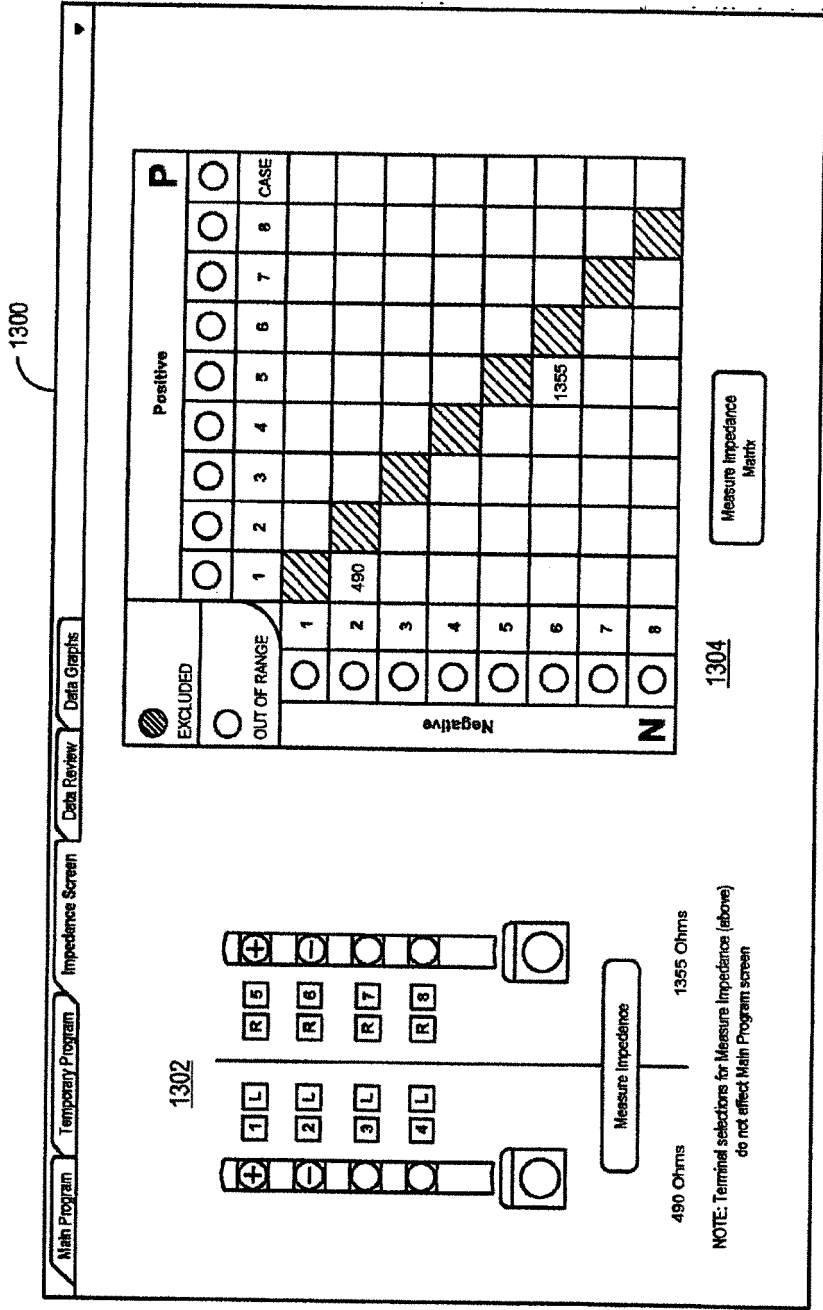 1300
Main Program Temporary Program Impedance Screen Data Review Data Graphs
1302
1 L R 5
2 L R 6
3 L R 7
4 L R 8
+ +
− −
Measure Impedance
490 Ohms 1355 Ohms
NOTE: Terminal selections for Measure Impedance (above)
do not affect Main Program screen
EXCLUDED
OUT OF RANGE
Positive P
1 2 3 4 5 6 7 8 CASE
Negative
N
1
2 490
3
4
5
6 1355
7
8
1304
Measure Impedance
Matrix